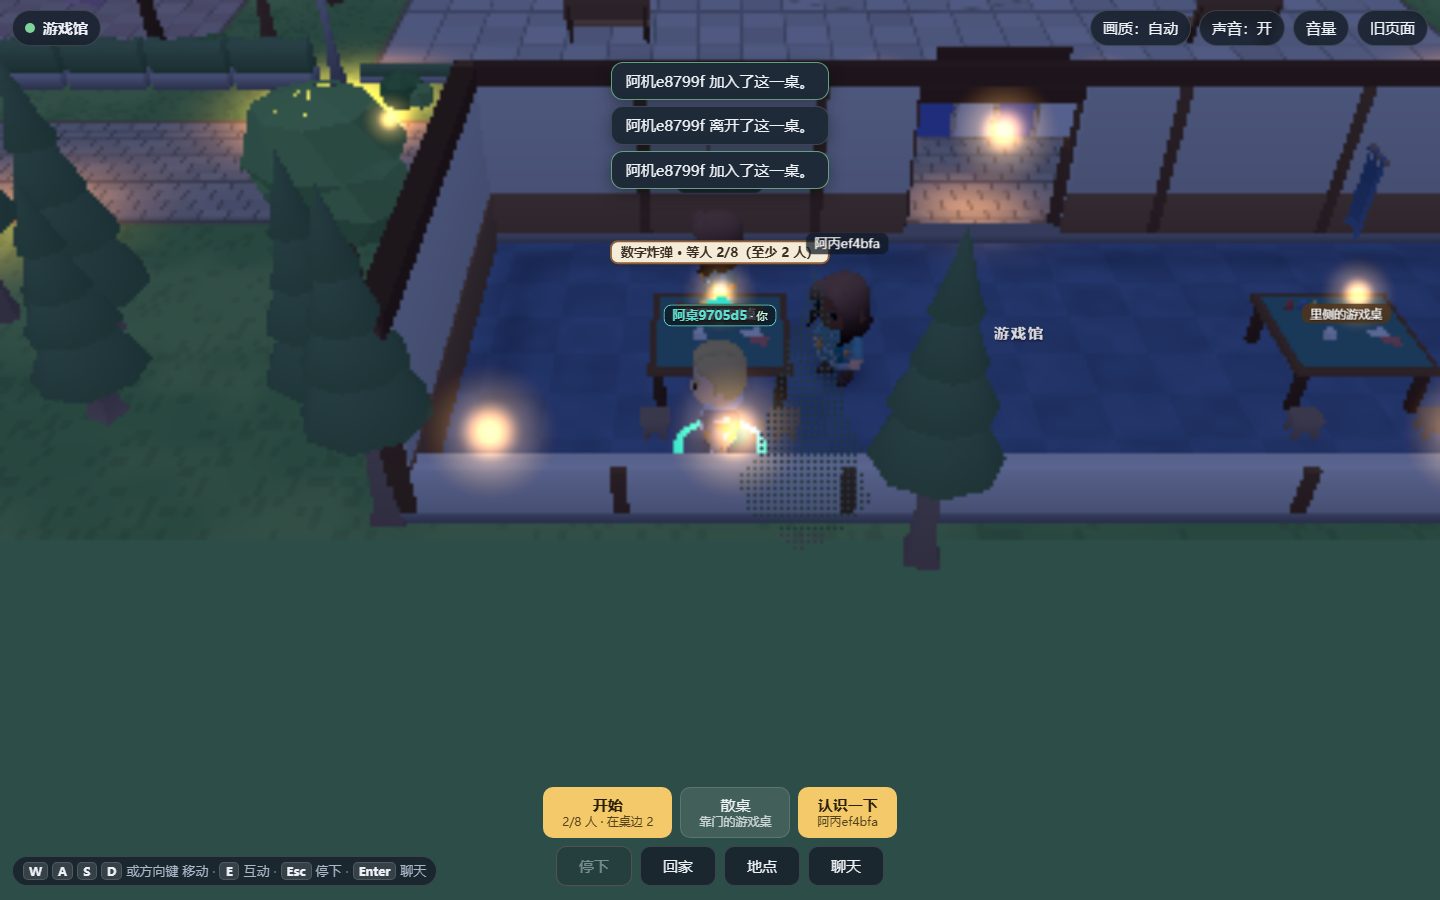 游戏馆
画质：自动
声音：开
音量
旧页面
阿机e8799f 加入了这一桌。
阿机e8799f 离开了这一桌。
阿机e8799f 加入了这一桌。
数字炸弹 · 等人 2/8（至少 2 人）
阿丙ef4bfa
阿桌9705d5 · 你
游戏馆
里侧的游戏桌
开始
2/8 人 · 在桌边 2
散桌
靠门的游戏桌
认识一下
阿丙ef4bfa
W A S D 或方向键 移动 · E 互动 · Esc 停下 · Enter 聊天
停下
回家
地点
聊天